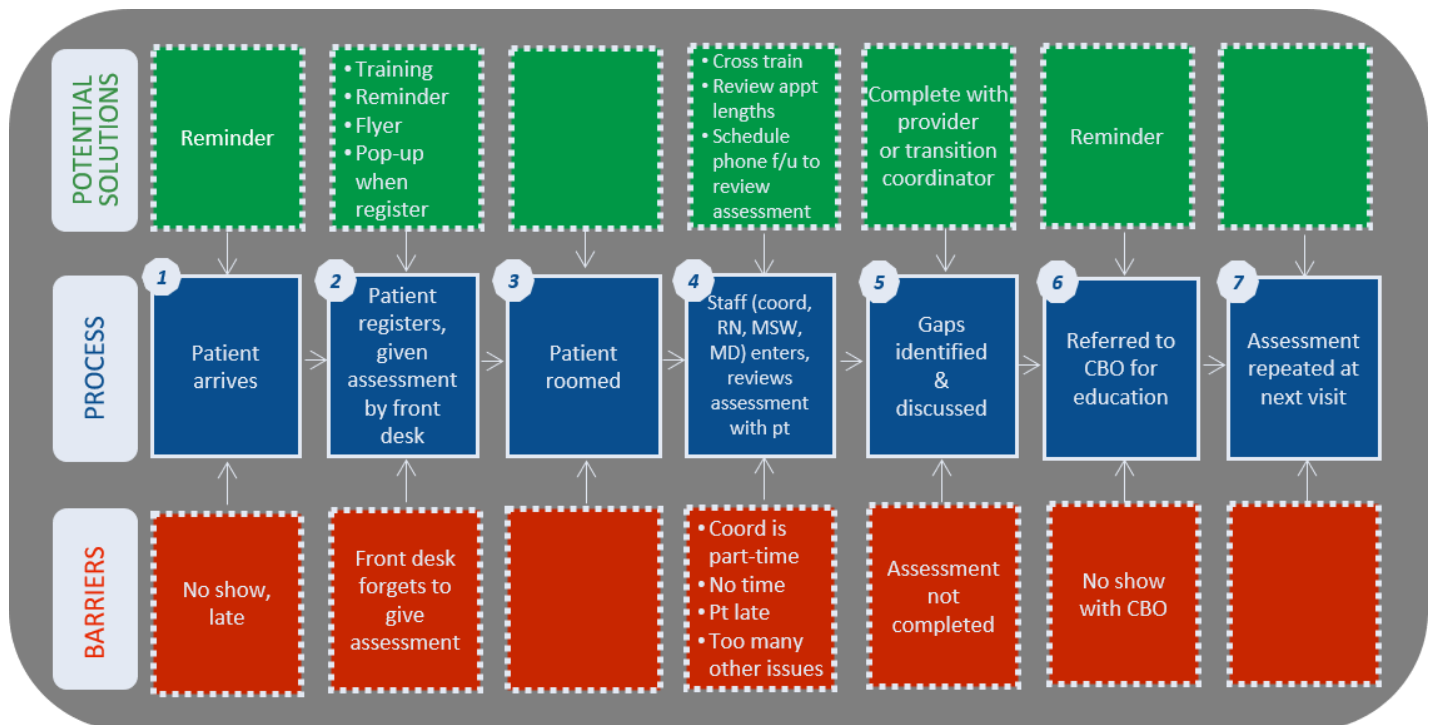 POTENTIAL
SOLUTIONS
Reminder
• Training
• Reminder
• Flyer
• Pop-up
when
register
• Cross train
• Review appt
lengths
• Schedule
phone f/u to
review
assessment
Complete with
provider
or transition
coordinator
Reminder
PROCESS
1
Patient
arrives
2
Patient
registers,
given
assessment
by front
desk
3
Patient
roomed
4
Staff (coord,
RN, MSW,
MD) enters,
reviews
assessment
with pt
5
Gaps
identified
&
discussed
6
Referred to
CBO for
education
7
Assessment
repeated at
next visit
BARRIERS
No show,
late
Front desk
forgets to
give
assessment
• Coord is
part-time
• No time
• Pt late
• Too many
other issues
Assessment
not
completed
No show
with CBO